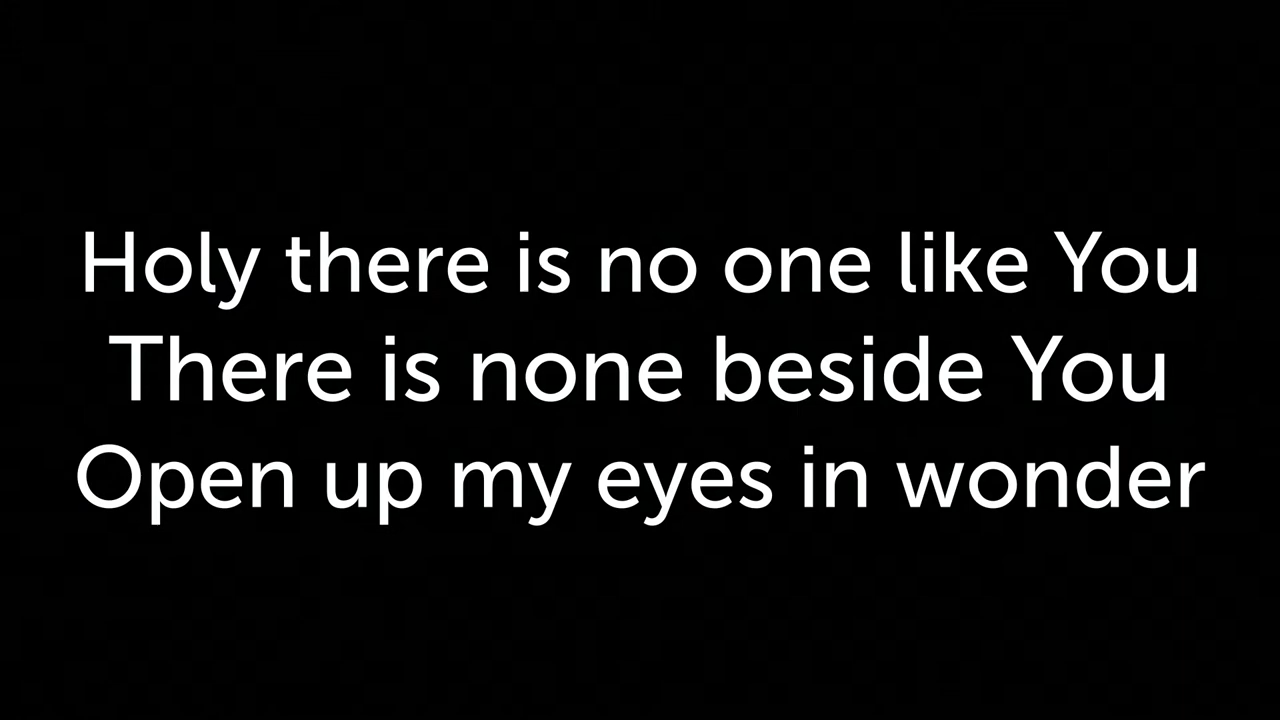 Holy there is no one like You
There is none beside You
Open up my eyes in wonder